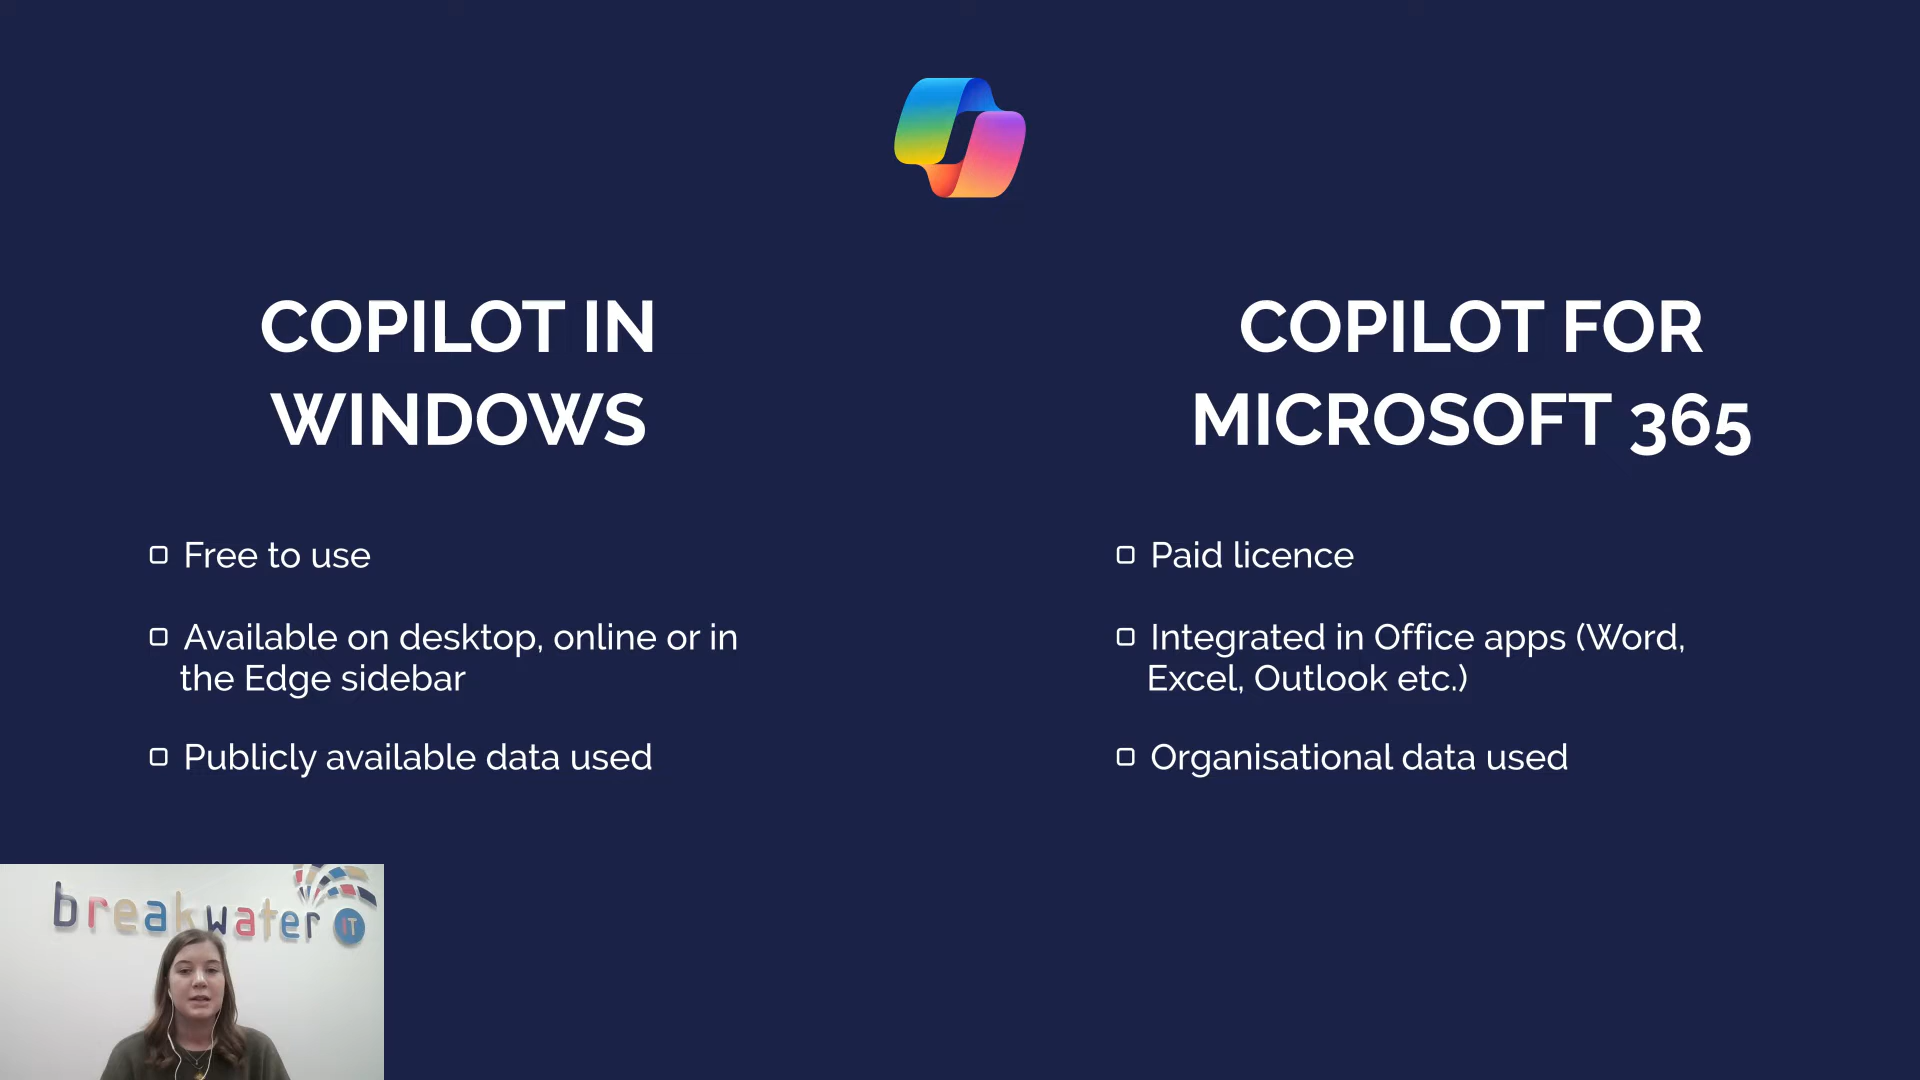 COPILOT IN
WINDOWS
Free to use
Available on desktop, online or in
the Edge sidebar
Publicly available data used
COPILOT FOR
MICROSOFT 365
Paid licence
Integrated in Office apps (Word,
Excel, Outlook etc.)
Organisational data used
breakwater IT